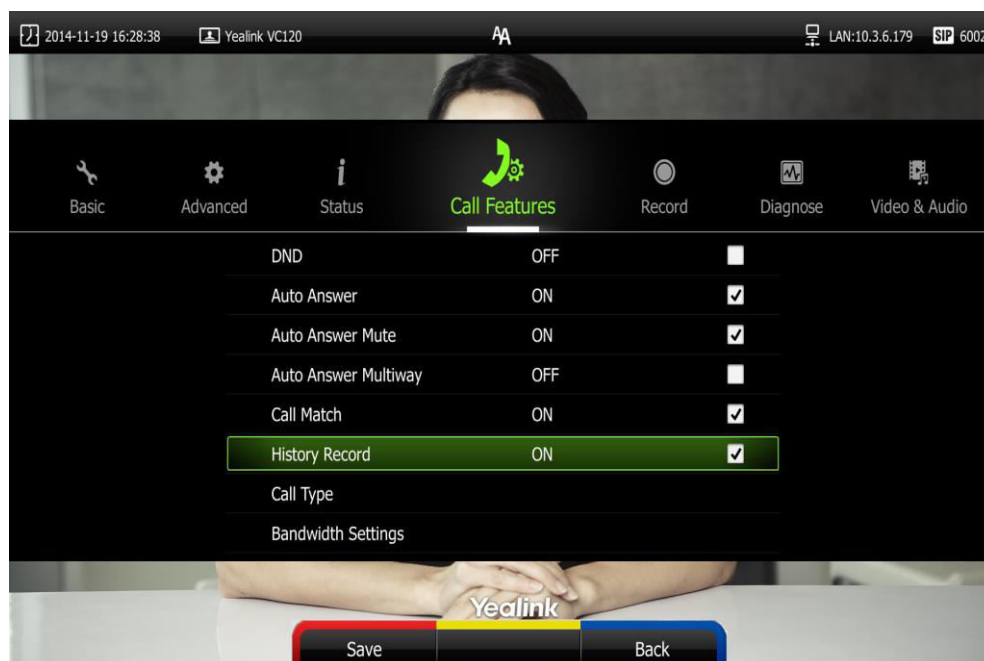 2014-11-19 16:28:38 Yealink VC120 AA LAN:10.3.6.179 SIP 6002
Basic Advanced Status Call Features Record Diagnose Video & Audio
DND OFF
Auto Answer ON
Auto Answer Mute ON
Auto Answer Multiway OFF
Call Match ON
History Record ON
Call Type
Bandwidth Settings
Yealink
Save Back